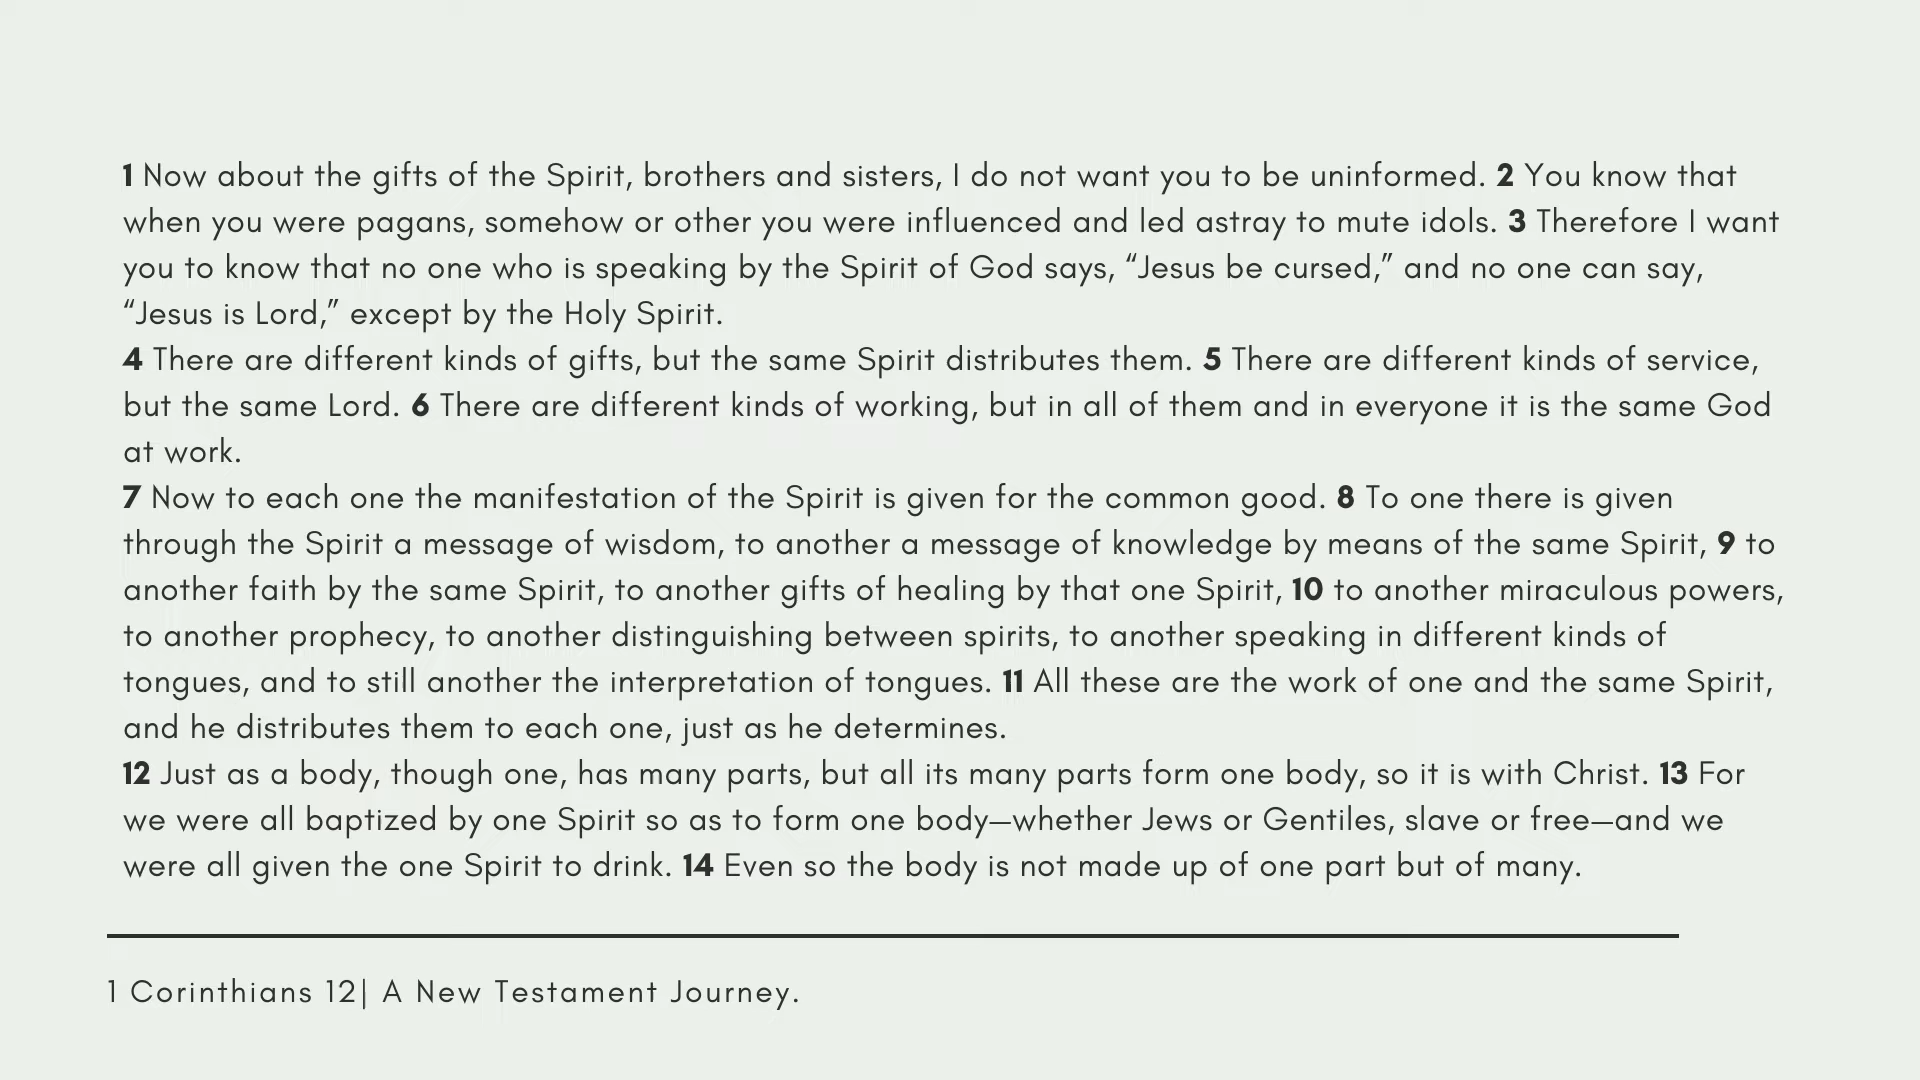 1 Now about the gifts of the Spirit, brothers and sisters, I do not want you to be uninformed. 2 You know that
when you were pagans, somehow or other you were influenced and led astray to mute idols. 3 Therefore I want
you to know that no one who is speaking by the Spirit of God says, “Jesus be cursed,” and no one can say,
“Jesus is Lord,” except by the Holy Spirit.
4 There are different kinds of gifts, but the same Spirit distributes them. 5 There are different kinds of service,
but the same Lord. 6 There are different kinds of working, but in all of them and in everyone it is the same God
at work.
7 Now to each one the manifestation of the Spirit is given for the common good. 8 To one there is given
through the Spirit a message of wisdom, to another a message of knowledge by means of the same Spirit, 9 to
another faith by the same Spirit, to another gifts of healing by that one Spirit, 10 to another miraculous powers,
to another prophecy, to another distinguishing between spirits, to another speaking in different kinds of
tongues, and to still another the interpretation of tongues. 11 All these are the work of one and the same Spirit,
and he distributes them to each one, just as he determines.
12 Just as a body, though one, has many parts, but all its many parts form one body, so it is with Christ. 13 For
we were all baptized by one Spirit so as to form one body—whether Jews or Gentiles, slave or free—and we
were all given the one Spirit to drink. 14 Even so the body is not made up of one part but of many.
1 Corinthians 12| A New Testament Journey.